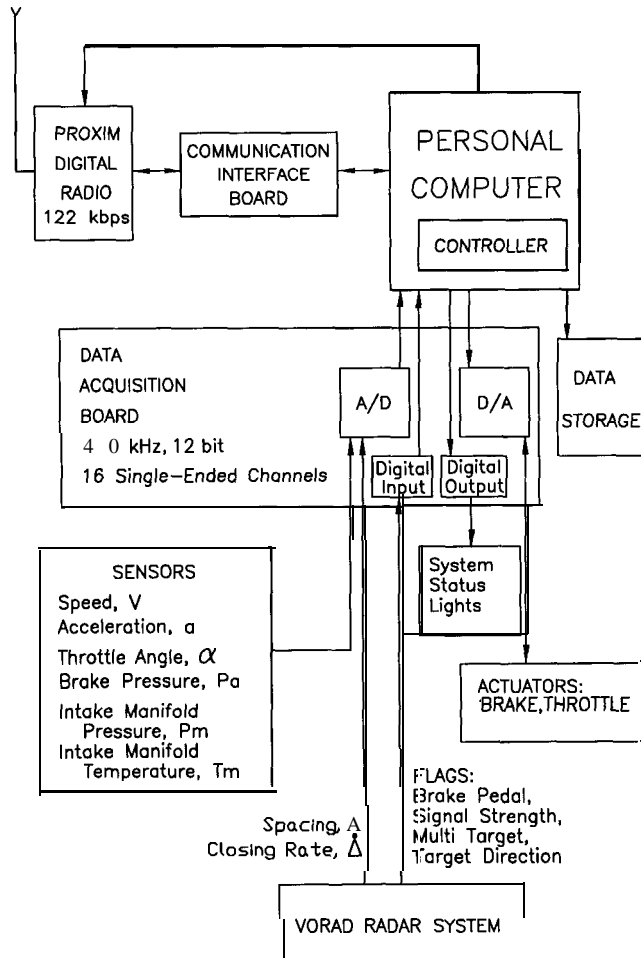 PROXIM
DIGITAL
RADIO
122 kbps
COMMUNICATION
INTERFACE
BOARD
PERSONAL
COMPUTER
CONTROLLER
DATA
ACQUISITION
BOARD
4 0 kHz, 12 bit
16 Single-Ended Channels
A/D
D/A
Digital
Input
Digital
Output
DATA
STORAGE
SENSORS
Speed, V
Acceleration, a
Throttle Angle, α
Brake Pressure, Pa
Intake Manifold
Pressure, Pm
Intake Manifold
Temperature, Tm
System
Status
Lights
ACTUATORS:
BRAKE,THROTTLE
Spacing, A
Closing Rate, Δ̇
FLAGS:
Brake Pedal,
Signal Strength,
Multi Target,
Target Direction
VORAD RADAR SYSTEM